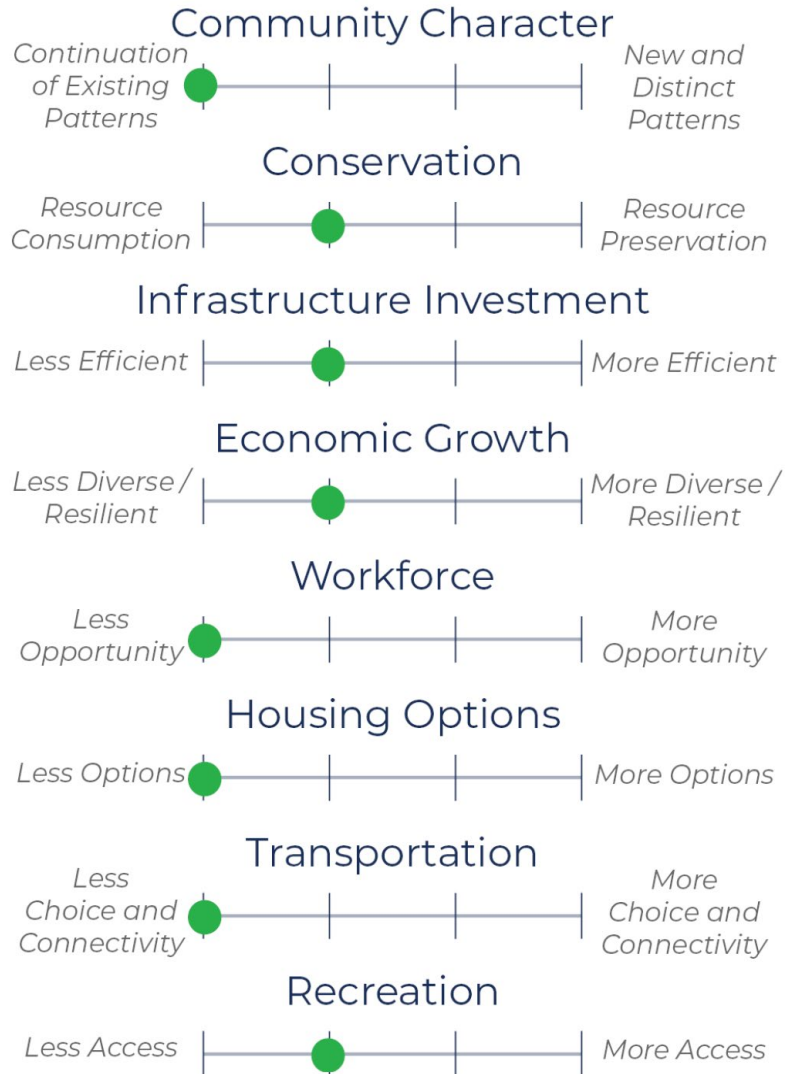 Community Character
Continuation
of Existing
Patterns
New and
Distinct
Patterns
Conservation
Resource
Consumption
Resource
Preservation
Infrastructure Investment
Less Efficient
More Efficient
Economic Growth
Less Diverse /
Resilient
More Diverse /
Resilient
Workforce
Less
Opportunity
More
Opportunity
Housing Options
Less Options
More Options
Transportation
Less
Choice and
Connectivity
More
Choice and
Connectivity
Recreation
Less Access
More Access